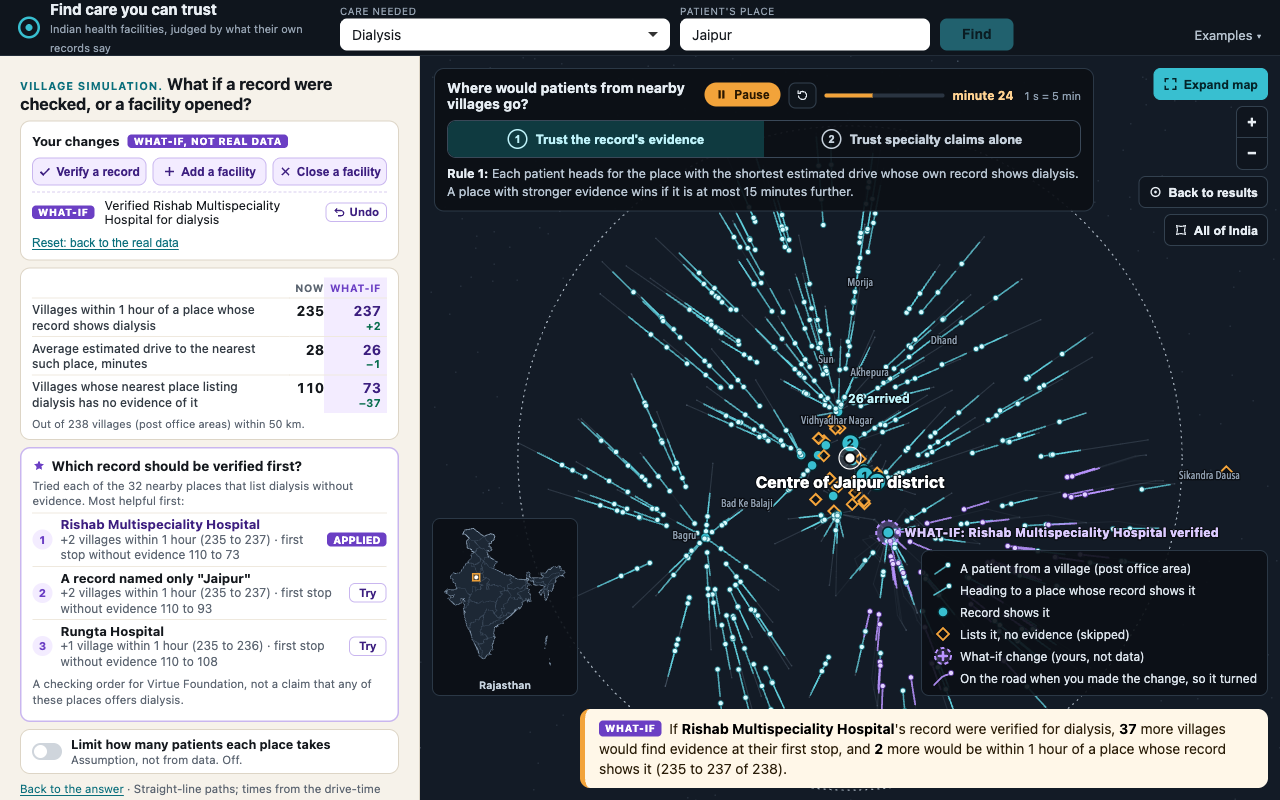 Find care you can trust
Indian health facilities, judged by what their own
records say
CARE NEEDED
Dialysis
PATIENT'S PLACE
Jaipur
Find
Examples
VILLAGE SIMULATION. What if a record were
checked, or a facility opened?
Your changes WHAT-IF, NOT REAL DATA
Verify a record
Add a facility
Close a facility
WHAT-IF
Verified Rishab Multispeciality
Hospital for dialysis
Undo
Reset: back to the real data
NOW WHAT-IF
Villages within 1 hour of a place whose
record shows dialysis
235 237
+2
Average estimated drive to the nearest
such place, minutes
28 26
−1
Villages whose nearest place listing
dialysis has no evidence of it
110 73
−37
Out of 238 villages (post office areas) within 50 km.
Which record should be verified first?
Tried each of the 32 nearby places that list dialysis without
evidence. Most helpful first:
1
Rishab Multispeciality Hospital
+2 villages within 1 hour (235 to 237) · first
stop without evidence 110 to 73
APPLIED
2
A record named only "Jaipur"
+2 villages within 1 hour (235 to 237) · first stop
without evidence 110 to 93
Try
3
Rungta Hospital
+1 village within 1 hour (235 to 236) · first stop
without evidence 110 to 108
Try
A checking order for Virtue Foundation, not a claim that any of
these places offers dialysis.
Limit how many patients each place takes
Assumption, not from data. Off.
Back to the answer · Straight-line paths; times from the drive-time
Where would patients from nearby
villages go?
Pause
minute 24
1 s = 5 min
1 Trust the record's evidence
2 Trust specialty claims alone
Rule 1: Each patient heads for the place with the shortest estimated drive whose own record shows dialysis.
A place with stronger evidence wins if it is at most 15 minutes further.
Expand map
+
−
Back to results
All of India
Morija
Dhand
Sun
Akhepura
26 arrived
Vidhyadhar Nagar
2
Centre of Jaipur district
Sikandra Dausa
Bad Ke Balaji
Bagru
WHAT-IF: Rishab Multispeciality Hospital verified
Rajasthan
A patient from a village (post office area)
Heading to a place whose record shows it
Record shows it
Lists it, no evidence (skipped)
What-if change (yours, not data)
On the road when you made the change, so it turned
WHAT-IF If Rishab Multispeciality Hospital's record were verified for dialysis, 37 more villages
would find evidence at their first stop, and 2 more would be within 1 hour of a place whose record
shows it (235 to 237 of 238).